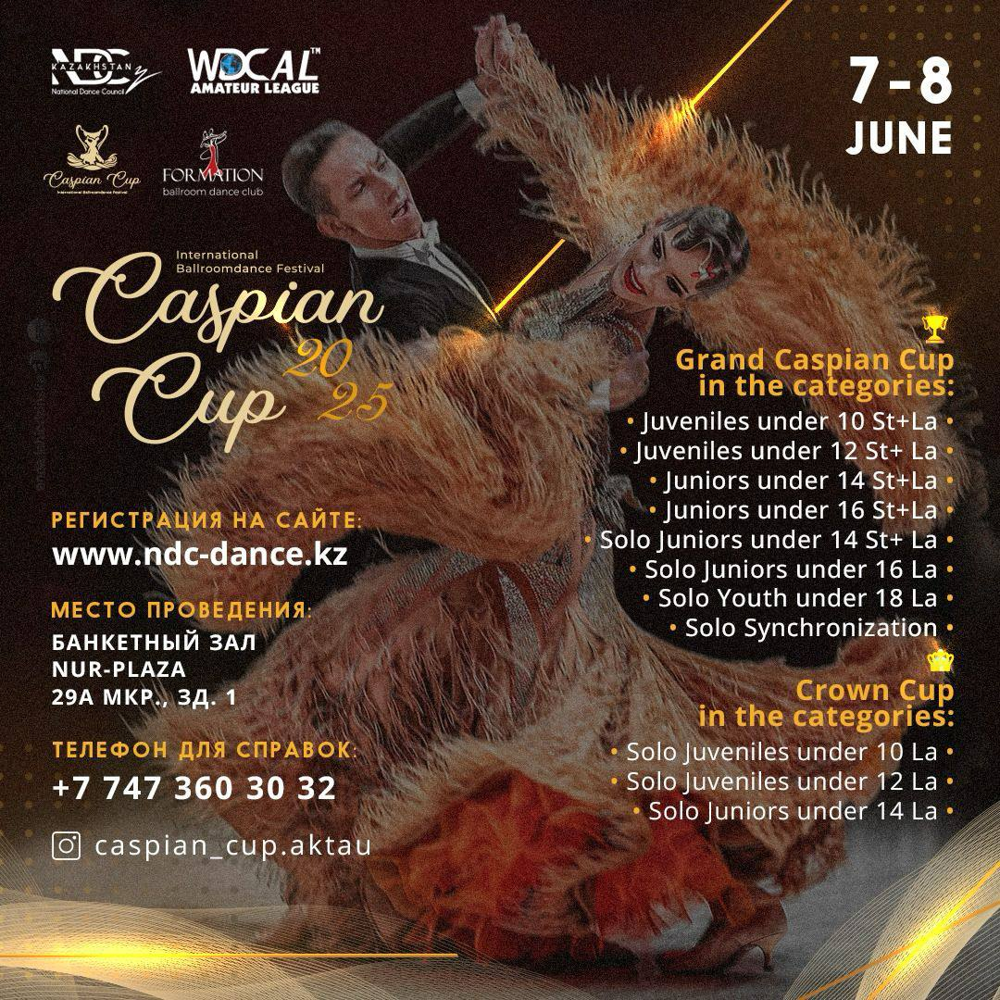 NDC
KAZAKHSTAN
National Dance Council
WDCAL™
AMATEUR LEAGUE
Caspian Cup
International Ballroomdance Festival
FORMATION
ballroom dance club
7-8
JUNE
International
Ballroomdance Festival
Caspian
Cup
20
25
РЕГИСТРАЦИЯ НА САЙТЕ:
www.ndc-dance.kz
МЕСТО ПРОВЕДЕНИЯ:
БАНКЕТНЫЙ ЗАЛ
NUR-PLAZA
29А МКР., ЗД. 1
ТЕЛЕФОН ДЛЯ СПРАВОК:
+7 747 360 30 32
caspian_cup.aktau
Grand Caspian Cup
in the categories:
• Juveniles under 10 St+La •
• Juveniles under 12 St+ La •
• Juniors under 14 St+La •
• Juniors under 16 St+La •
• Solo Juniors under 14 St+ La •
• Solo Juniors under 16 La •
• Solo Youth under 18 La •
• Solo Synchronization •
Crown Cup
in the categories:
• Solo Juveniles under 10 La •
• Solo Juveniles under 12 La •
• Solo Juniors under 14 La •